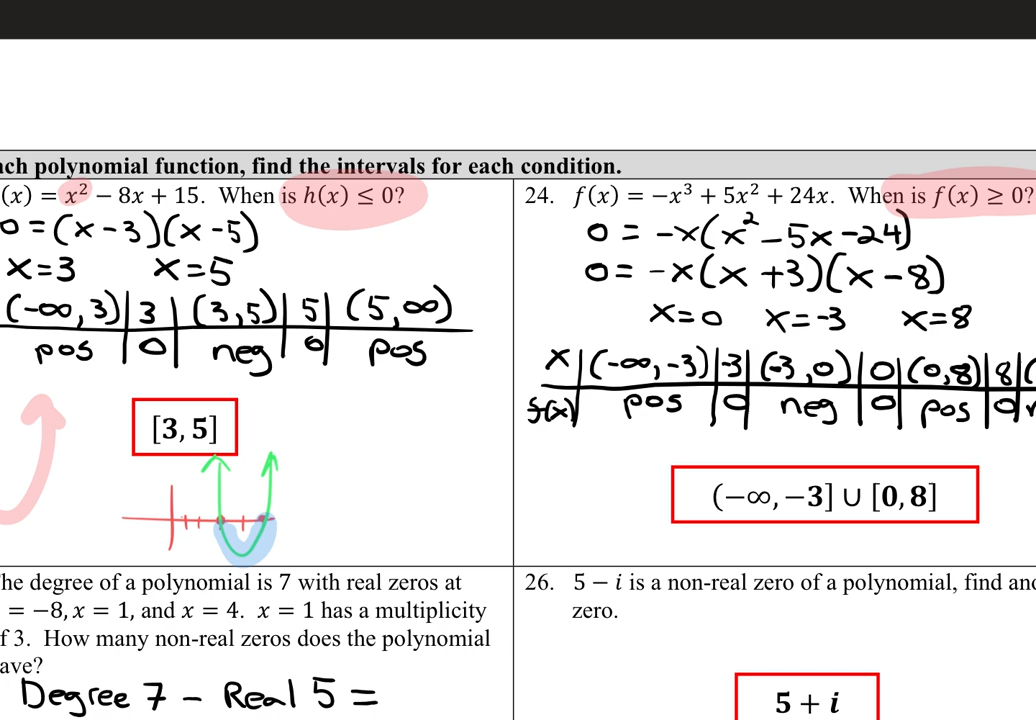 ach polynomial function, find the intervals for each condition.
(x) = x² − 8x + 15. When is h(x) ≤ 0?
0 = (x -3)(x -5)
x = 3 x = 5
(-∞, 3) | 3 | (3,5) | 5 | (5,∞)
pos | 0 | neg | 0 | pos
[3, 5]
24. f(x) = −x³ + 5x² + 24x. When is f(x) ≥ 0?
0 = -x(x² -5x -24)
0 = -x(x +3)(x -8)
x=0 x=-3 x=8
x | (-∞, -3) | -3 | (-3, 0) | 0 | (0, 8) | 8 | (
f(x) | pos | 0 | neg | 0 | pos | 0 | n
(−∞, −3] ∪ [0, 8]
he degree of a polynomial is 7 with real zeros at
= −8, x = 1, and x = 4. x = 1 has a multiplicity
f 3. How many non-real zeros does the polynomial
ave?
Degree 7 - Real 5 =
26. 5 − i is a non-real zero of a polynomial, find ano
zero.
5 + i